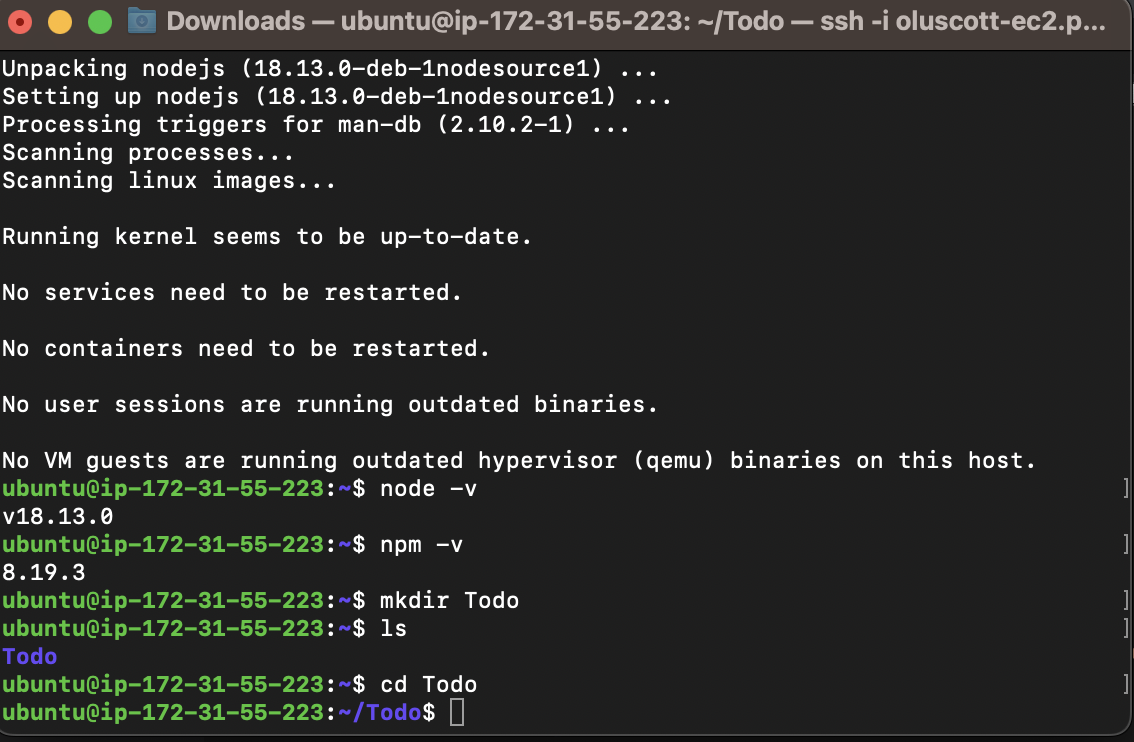 Downloads — ubuntu@ip-172-31-55-223: ~/Todo — ssh -i oluscott-ec2.p...
Unpacking nodejs (18.13.0-deb-1nodesource1) ...
Setting up nodejs (18.13.0-deb-1nodesource1) ...
Processing triggers for man-db (2.10.2-1) ...
Scanning processes...
Scanning linux images...
Running kernel seems to be up-to-date.
No services need to be restarted.
No containers need to be restarted.
No user sessions are running outdated binaries.
No VM guests are running outdated hypervisor (qemu) binaries on this host.
ubuntu@ip-172-31-55-223:~$ node -v ]
v18.13.0
ubuntu@ip-172-31-55-223:~$ npm -v ]
8.19.3
ubuntu@ip-172-31-55-223:~$ mkdir Todo ]
ubuntu@ip-172-31-55-223:~$ ls ]
Todo
ubuntu@ip-172-31-55-223:~$ cd Todo ]
ubuntu@ip-172-31-55-223:~/Todo$